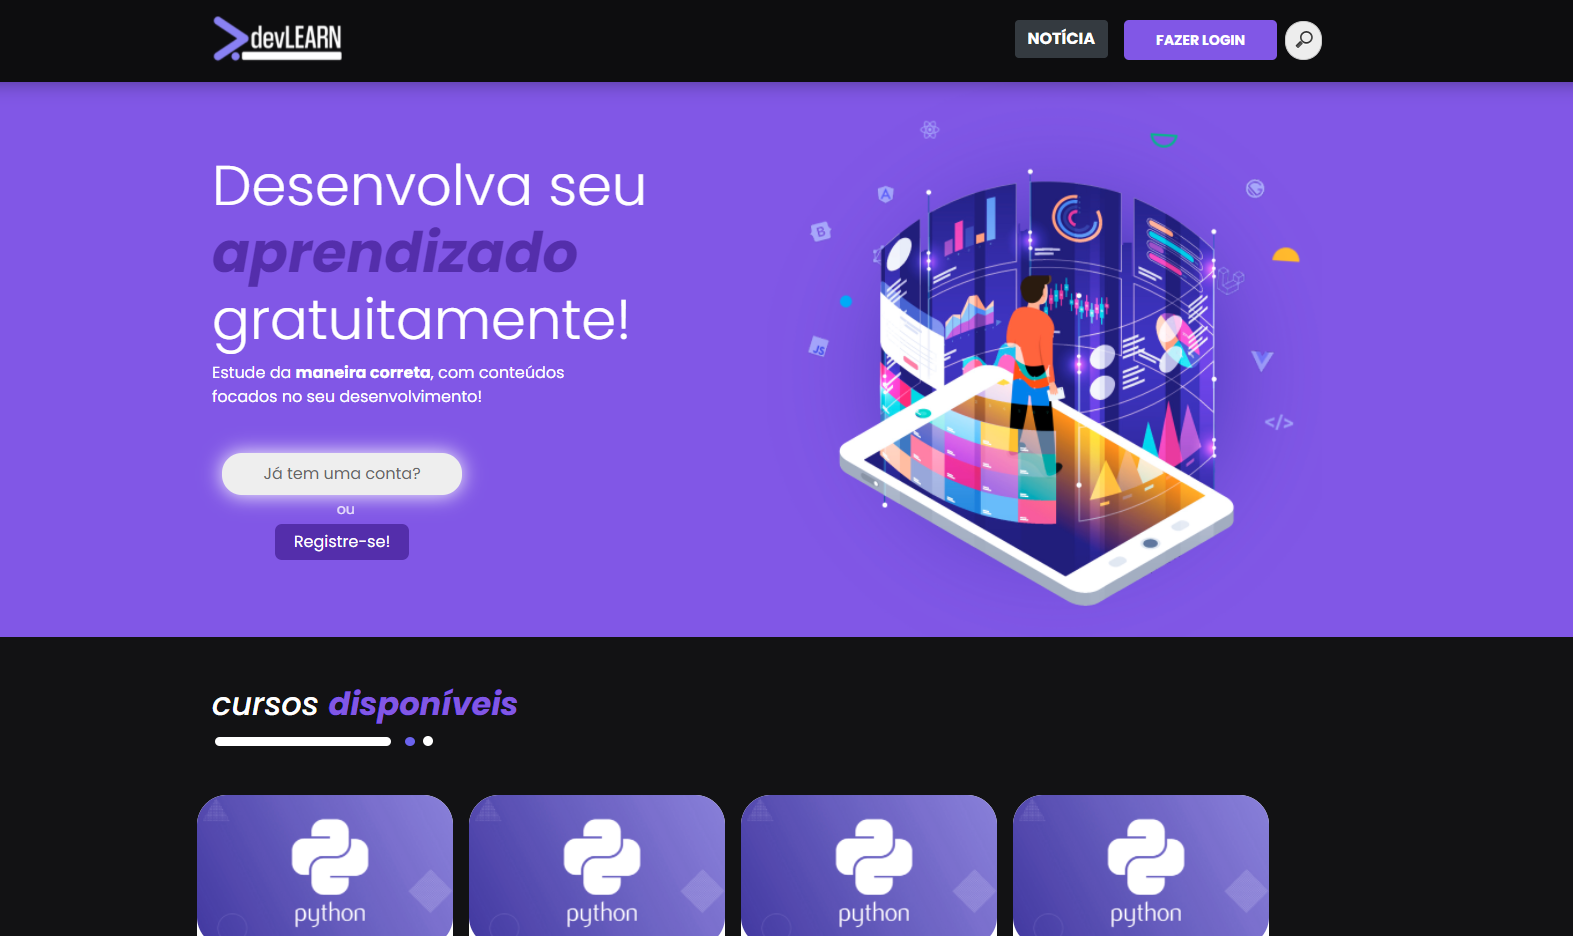 devLEARN
NOTÍCIA
FAZER LOGIN
Desenvolva seu
aprendizado
gratuitamente!
Estude da maneira correta, com conteúdos
focados no seu desenvolvimento!
Já tem uma conta?
ou
Registre-se!
A
B
JS
</>
cursos disponíveis
python
python
python
python